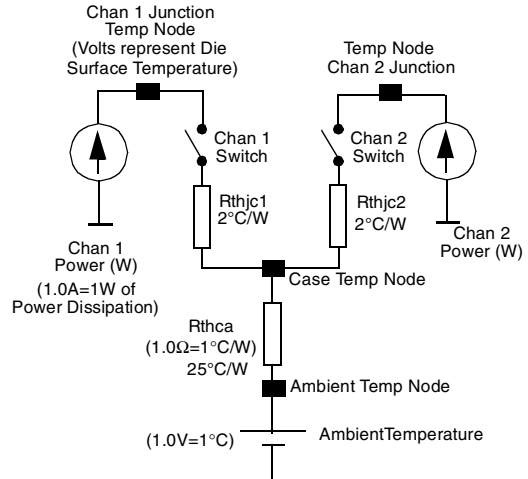 Chan 1 Junction
Temp Node
(Volts represent Die
Surface Temperature)
Temp Node
Chan 2 Junction
Chan 1
Switch
Chan 2
Switch
Rthjc1
2°C/W
Rthjc2
2°C/W
Chan 1
Power (W)
(1.0A=1W of
Power Dissipation)
Chan 2
Power (W)
Case Temp Node
Rthca
(1.0Ω=1°C/W)
25°C/W
Ambient Temp Node
(1.0V=1°C)
AmbientTemperature